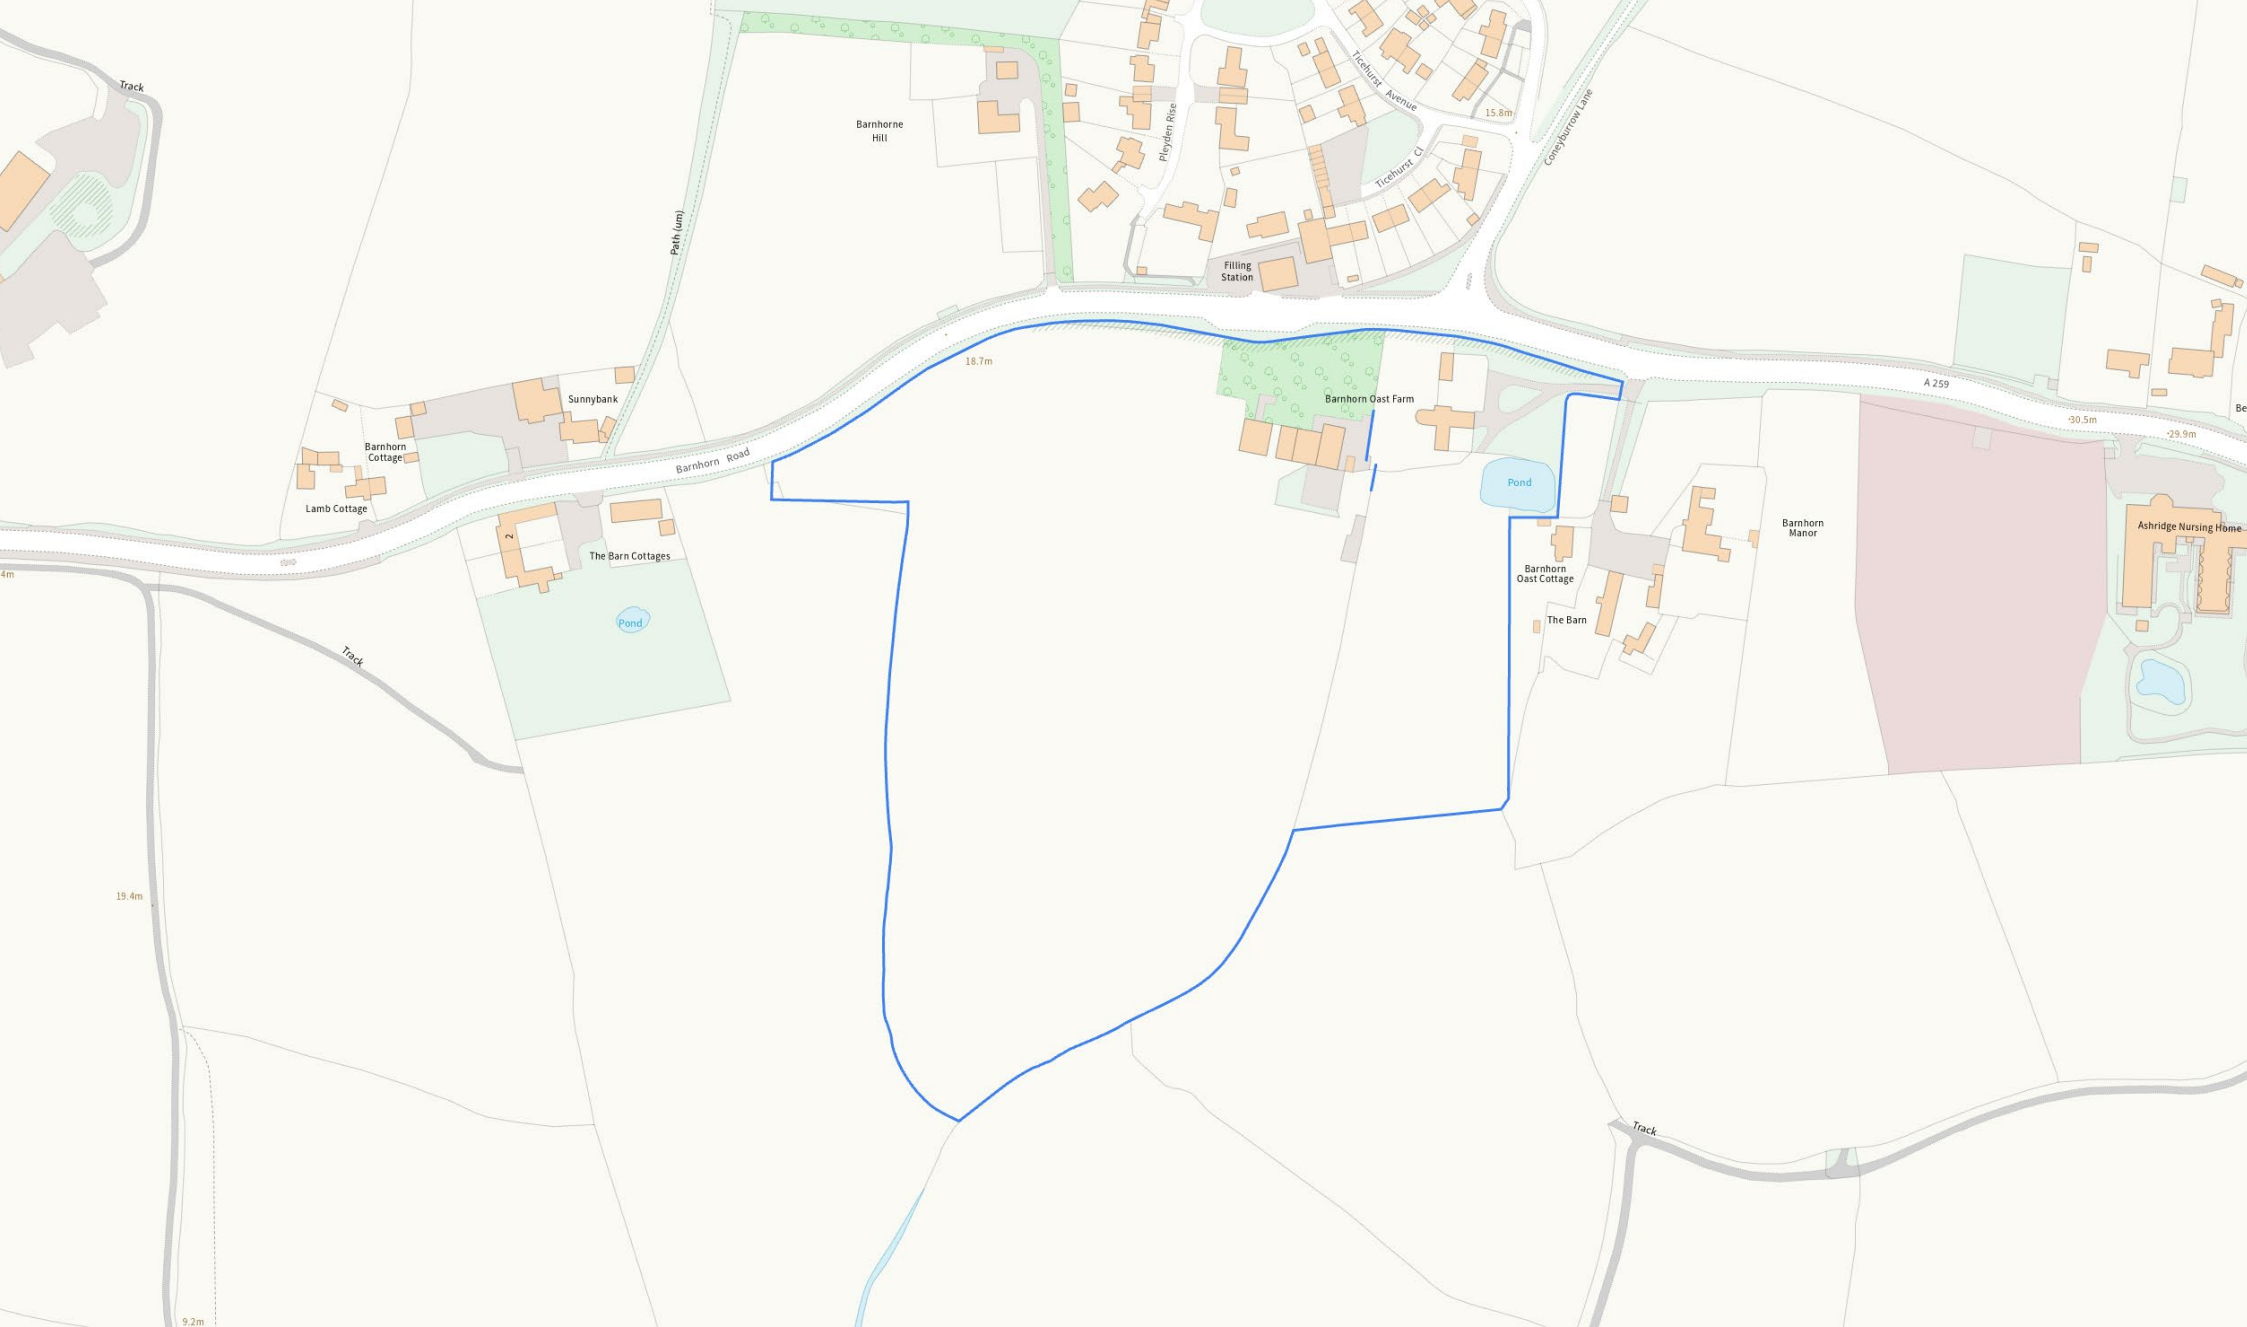 Track
Barnhorne
Hill
Pleyden Rise
Ticehurst Avenue
15.8m
Ticehurst Cl
Coneyburrow Lane
Path (um)
Filling
Station
18.7m
A 259
Sunnybank
Barnhorn Oast Farm
30.5m
29.9m
Be
Barnhorn
Cottage
Barnhorn Road
Lamb Cottage
Pond
2
The Barn Cottages
Barnhorn
Manor
Ashridge Nursing Home
4m
Barnhorn
Oast Cottage
Pond
The Barn
Track
19.4m
Track
9.2m